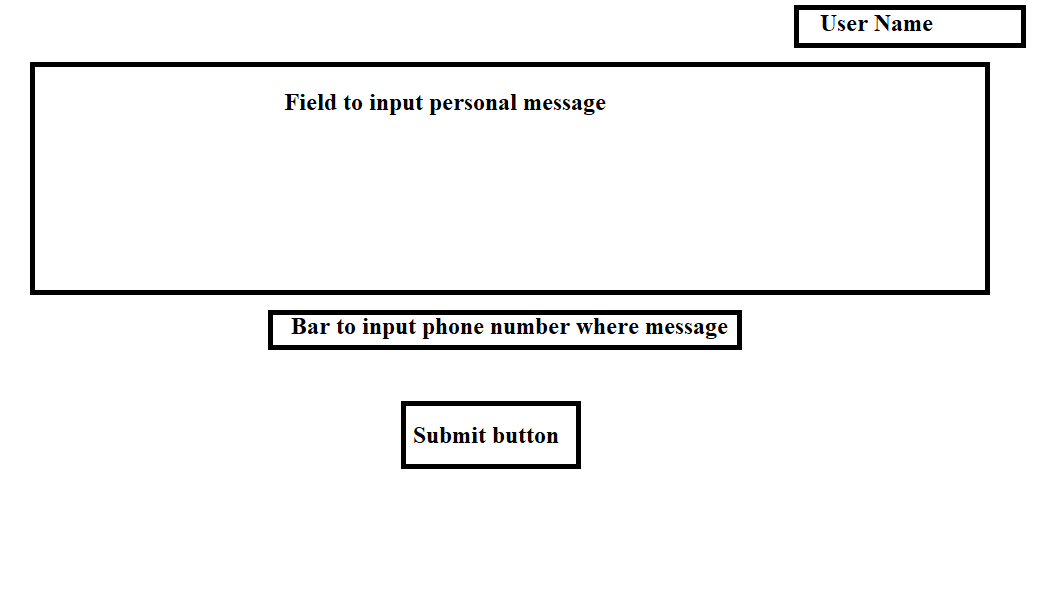 User Name
Field to input personal message
Bar to input phone number where message
Submit button